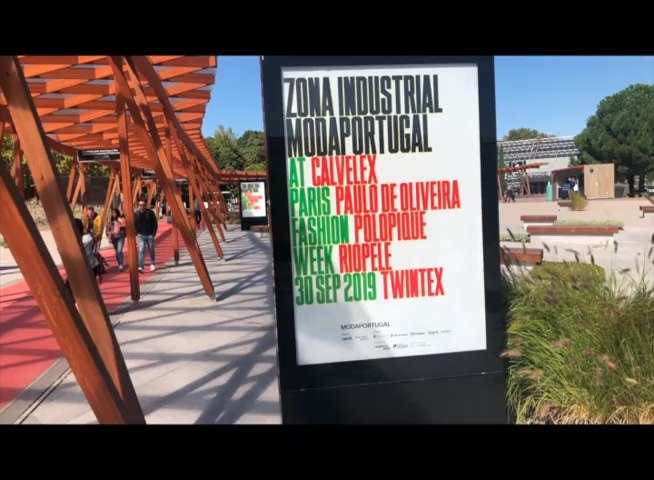 ZONA INDUSTRIAL
MODAPORTUGAL
AT CALVELEX
PARIS PAULO DE OLIVEIRA
FASHION POLOPIQUE
WEEK RIOPELE
30 SEP 2019 TWINTEX
MODAPORTUGAL